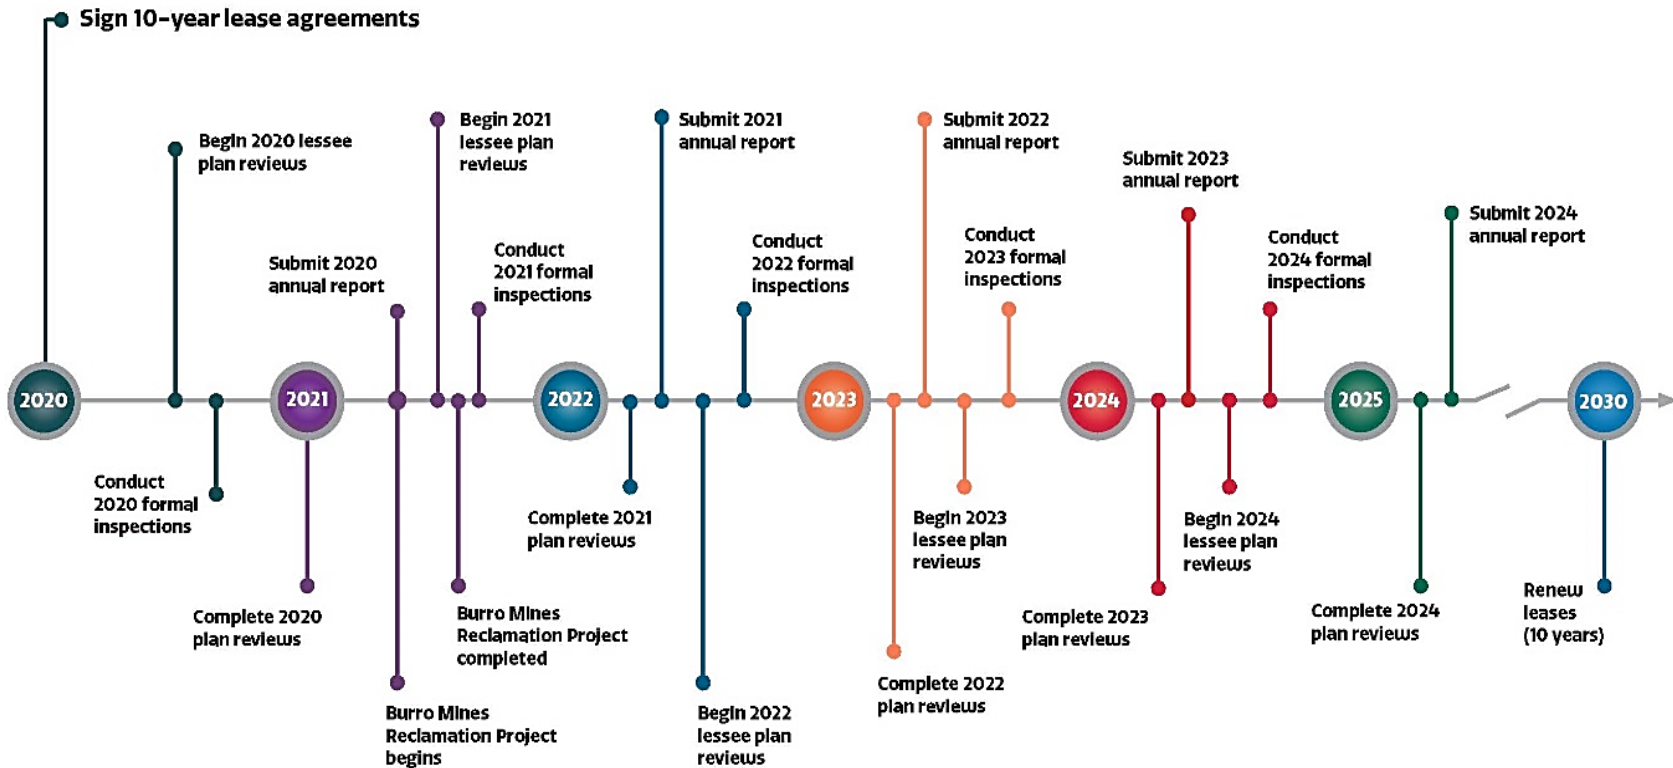 Sign 10-year lease agreements
Begin 2020 lessee
plan reviews
Begin 2021
lessee plan
reviews
Submit 2021
annual report
Submit 2022
annual report
Submit 2023
annual report
Submit 2024
annual report
Submit 2020
annual report
Conduct
2021 formal
inspections
Conduct
2022 formal
inspections
Conduct
2023 formal
inspections
Conduct
2024 formal
inspections
2020
2021
2022
2023
2024
2025
2030
Conduct
2020 formal
inspections
Complete 2020
plan reviews
Burro Mines
Reclamation Project
completed
Burro Mines
Reclamation Project
begins
Complete 2021
plan reviews
Begin 2022
lessee plan
reviews
Complete 2022
plan reviews
Begin 2023
lessee plan
reviews
Complete 2023
plan reviews
Begin 2024
lessee plan
reviews
Complete 2024
plan reviews
Renew
leases
(10 years)